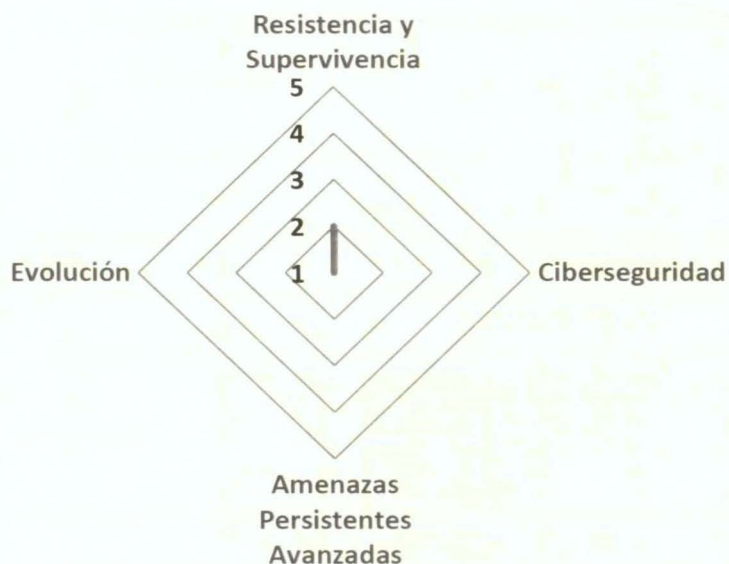 Resistencia y
Supervivencia
5
4
3
2
Evolución
1
Ciberseguridad
Amenazas
Persistentes
Avanzadas